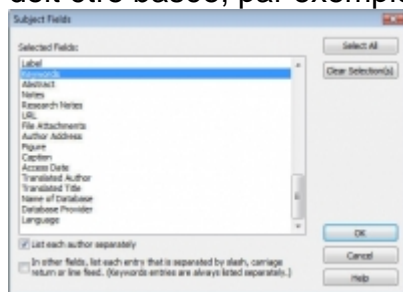 doit être basée, par exemple
Subject Fields
Selected Fields:
Select All
Label
Keywords
Clear Selection(s)
Abstract
Notes
Research Notes
URL
File Attachments
Author Address
Figure
Caption
Access Date
Translated Author
Translated Title
Name of Database
Database Provider
Language
List each author separately
OK
In other fields, list each entry that is separated by slash, carriage
return or line feed. (Keywords entries are always listed separately.)
Cancel
Help